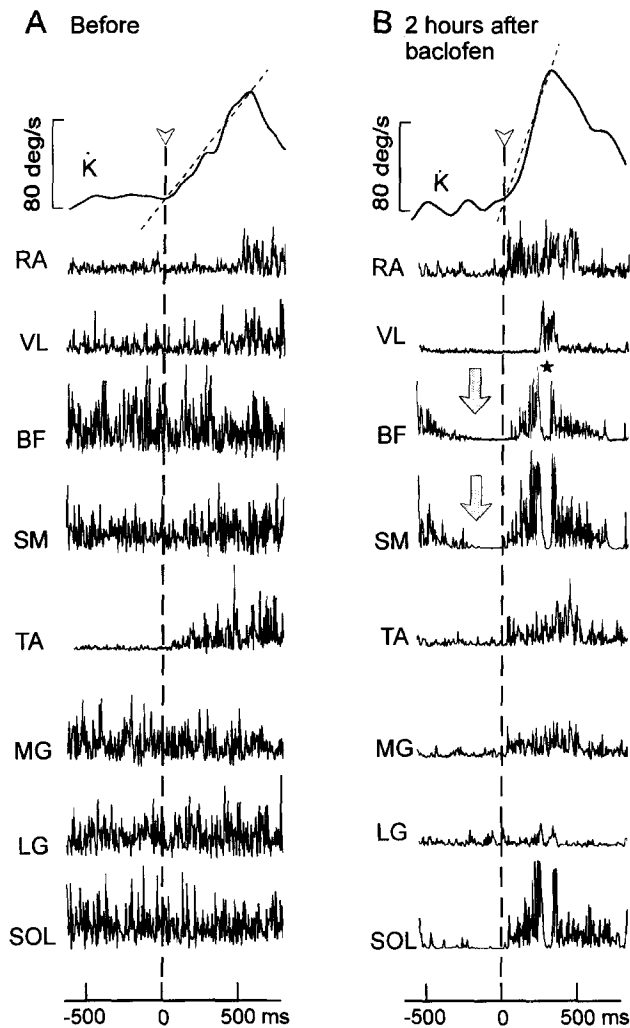 A Before
80 deg/s
K̇
RA
VL
BF
SM
TA
MG
LG
SOL
-500 0 500 ms
B 2 hours after
baclofen
80 deg/s
K̇
RA
VL
BF
SM
TA
MG
LG
SOL
-500 0 500 ms